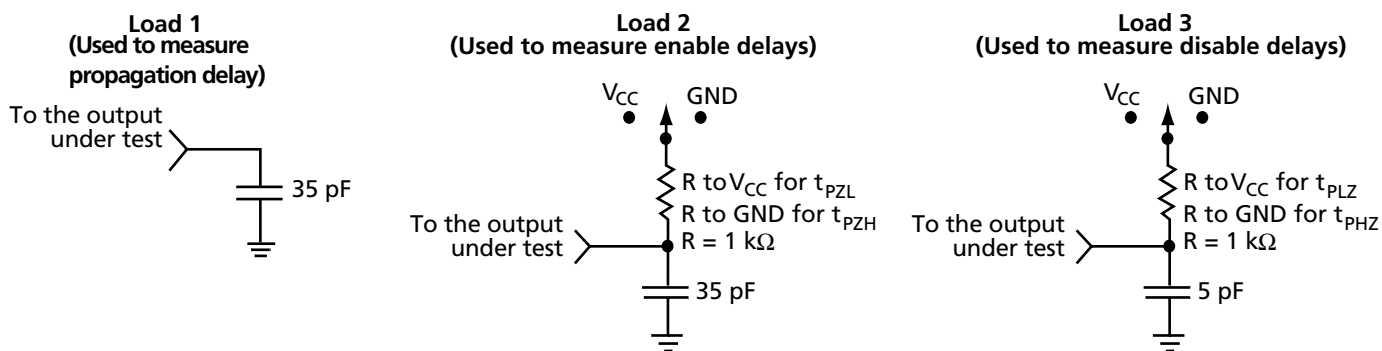 Load 1
(Used to measure
propagation delay)
To the output
under test
35 pF
Load 2
(Used to measure enable delays)
VCC
GND
R to VCC for tPZL
R to GND for tPZH
R = 1 kΩ
To the output
under test
35 pF
Load 3
(Used to measure disable delays)
VCC
GND
R to VCC for tPLZ
R to GND for tPHZ
R = 1 kΩ
To the output
under test
5 pF